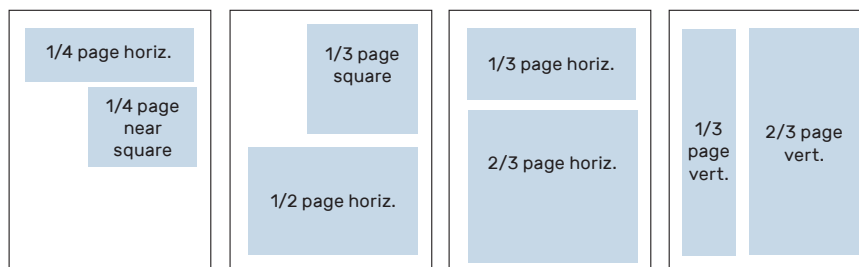 1/4 page horiz.
1/4 page
near
square
1/3 page
square
1/2 page horiz.
1/3 page horiz.
2/3 page horiz.
1/3
page
vert.
2/3 page
vert.